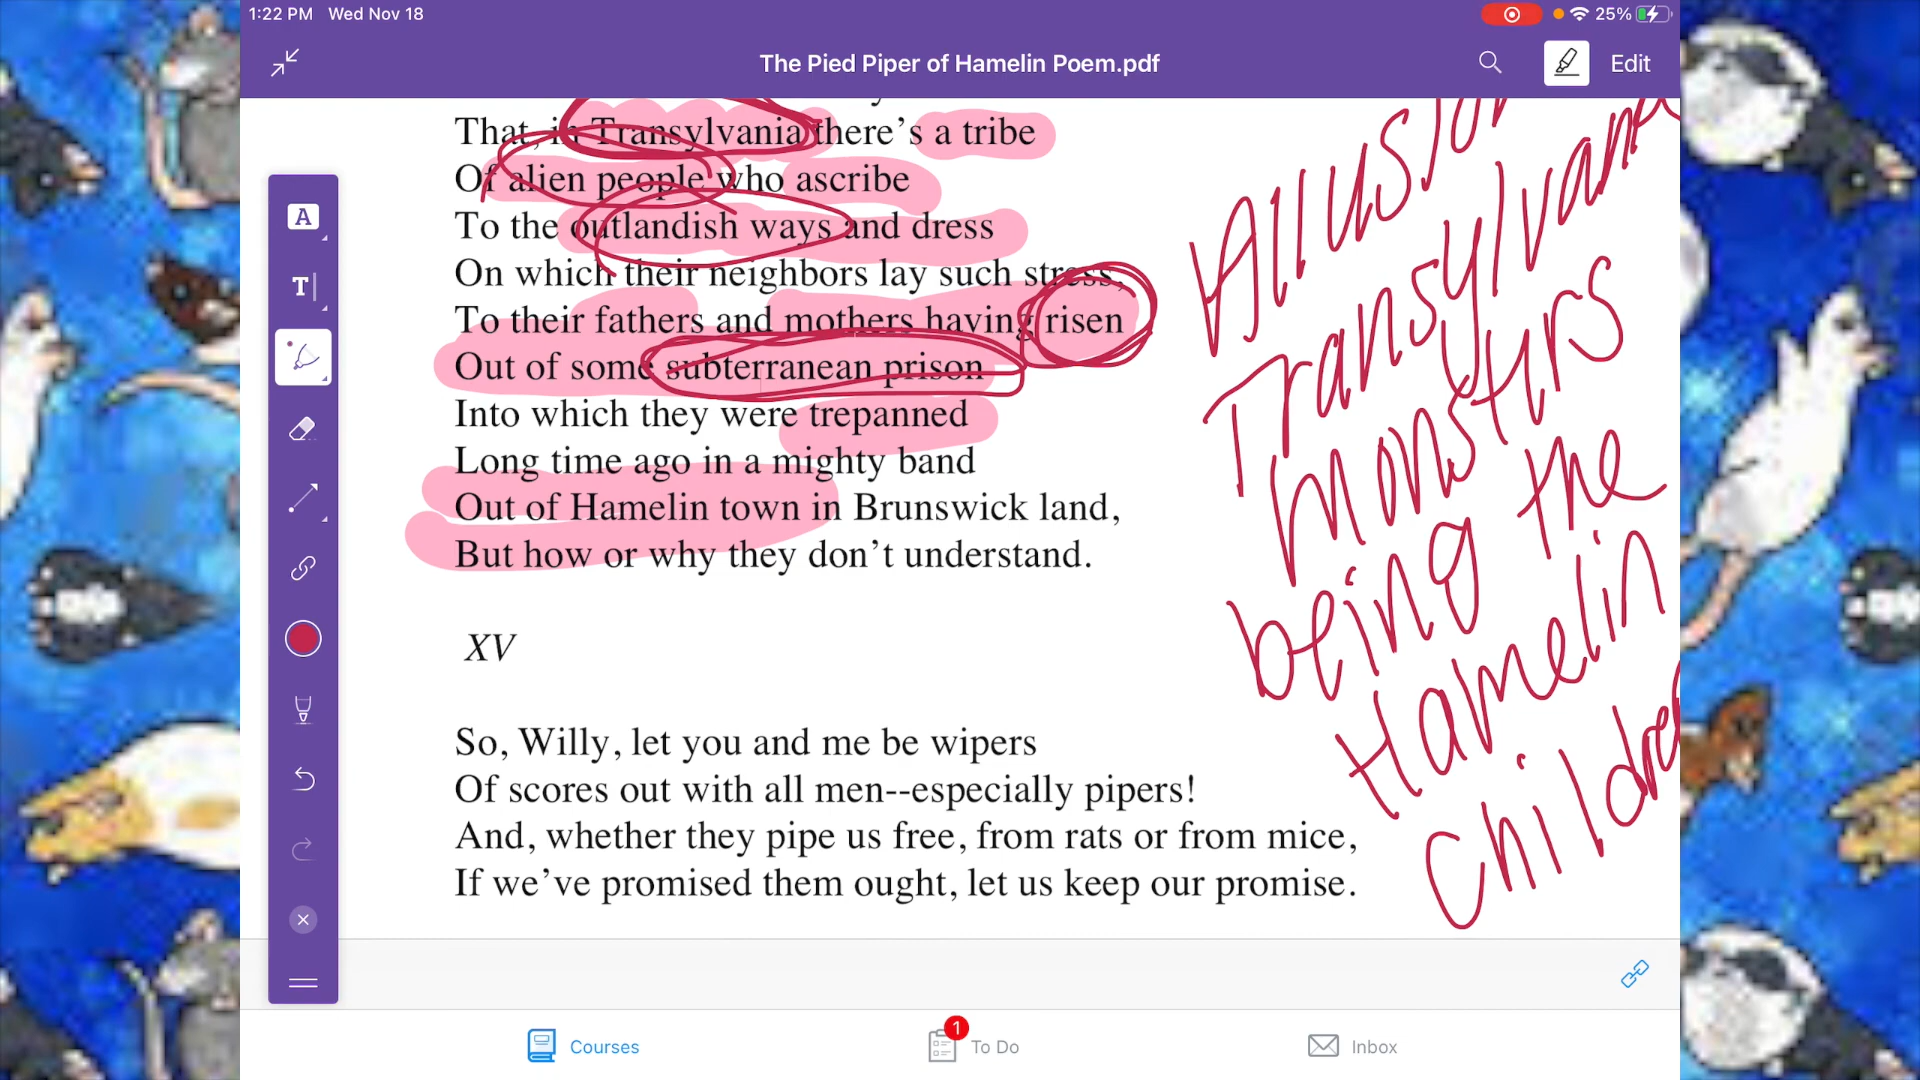 1:22 PM Wed Nov 18
25%
The Pied Piper of Hamelin Poem.pdf
Edit
That, in Transylvania there's a tribe
Of alien people who ascribe
To the outlandish ways and dress
On which their neighbors lay such stress,
To their fathers and mothers having risen
Out of some subterranean prison
Into which they were trepanned
Long time ago in a mighty band
Out of Hamelin town in Brunswick land,
But how or why they don't understand.
XV
So, Willy, let you and me be wipers
Of scores out with all men--especially pipers!
And, whether they pipe us free, from rats or from mice,
If we've promised them ought, let us keep our promise.
A
T
monsters
being the
Hamelin
Courses
1
To Do
Inbox